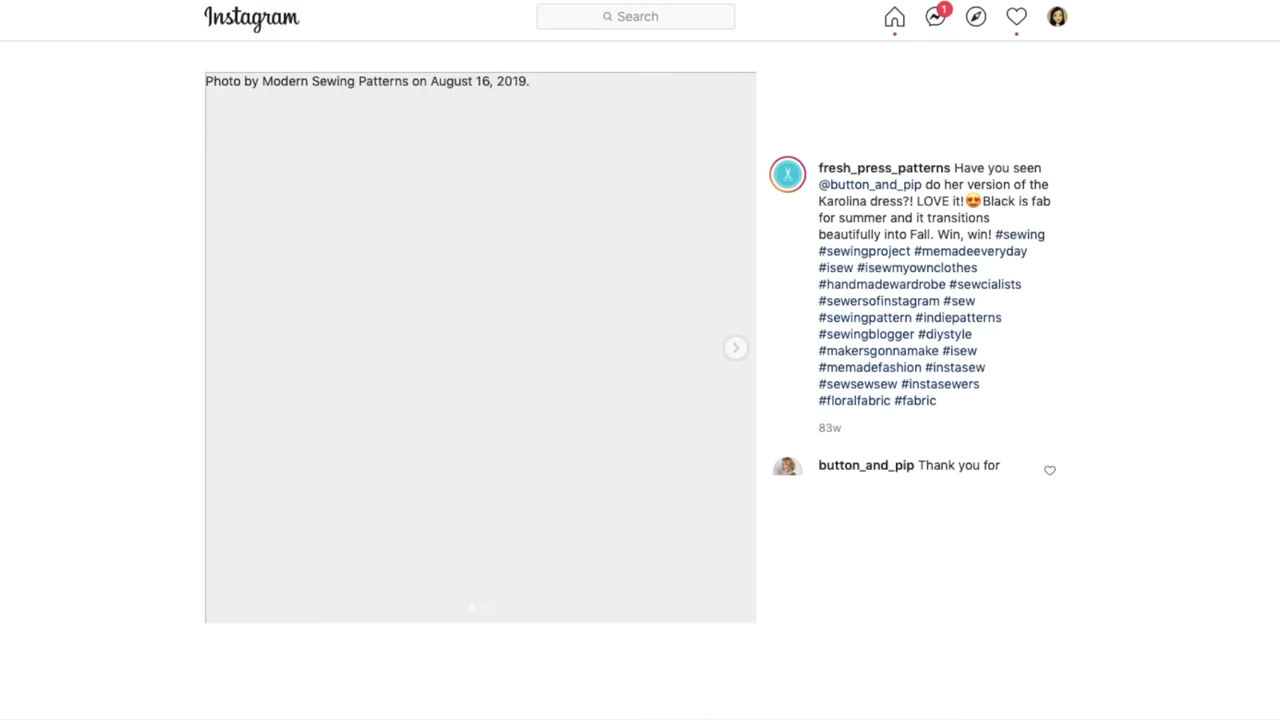 Instagram
Search
1
Photo by Modern Sewing Patterns on August 16, 2019.
fresh_press_patterns Have you seen
@button_and_pip do her version of the
Karolina dress?! LOVE it!😍Black is fab
for summer and it transitions
beautifully into Fall. Win, win! #sewing
#sewingproject #memadeeveryday
#isew #isewmyownclothes
#handmadewardrobe #sewcialists
#sewersofinstagram #sew
#sewingpattern #indiepatterns
#sewingblogger #diystyle
#makersgonnamake #isew
#memadefashion #instasew
#sewsewsew #instasewers
#floralfabric #fabric
83w
button_and_pip Thank you for